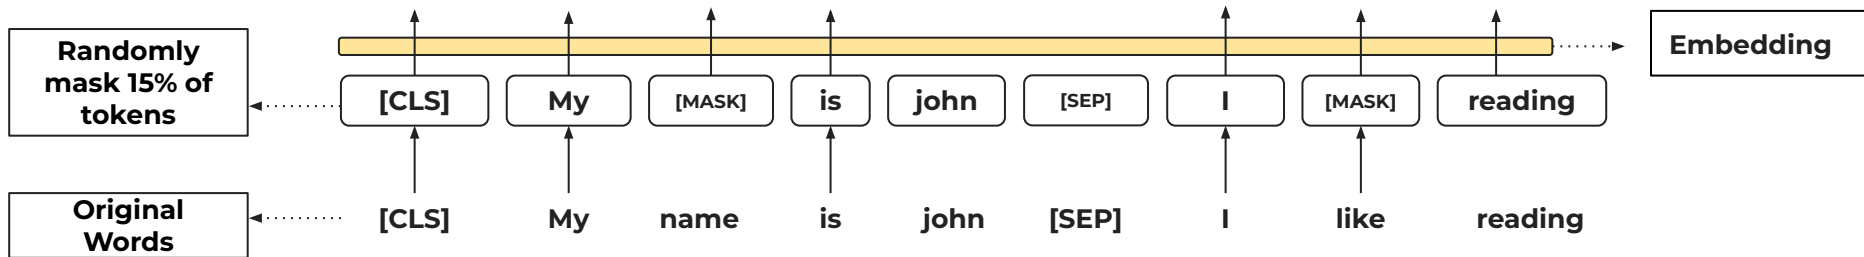 Randomly
mask 15% of
tokens
Embedding
[CLS] My [MASK] is john [SEP] I [MASK] reading
Original
Words
[CLS] My name is john [SEP] I like reading